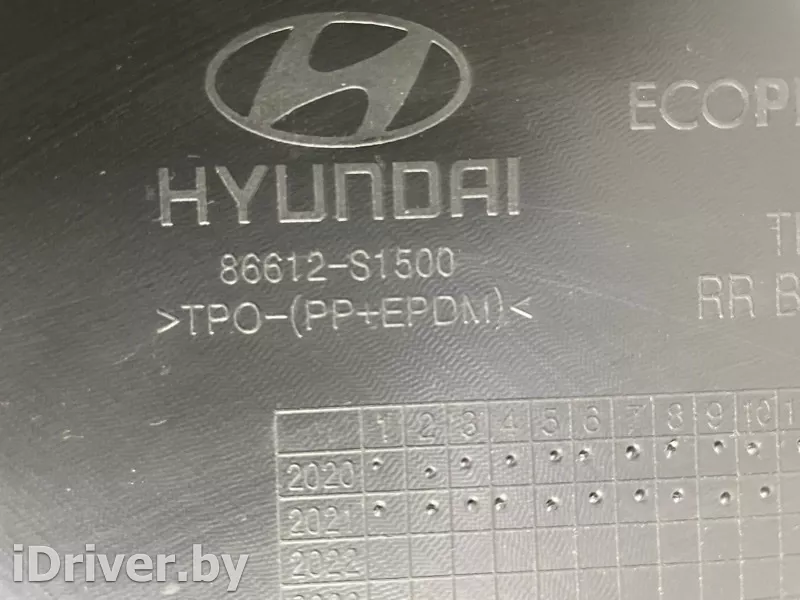 HYUNDAI
86612-S1500
>TPO-(PP+EPDM)<
RR
1 2 3 4 5 6 7 8 9 10
2020
2021
2022
iDriver.by